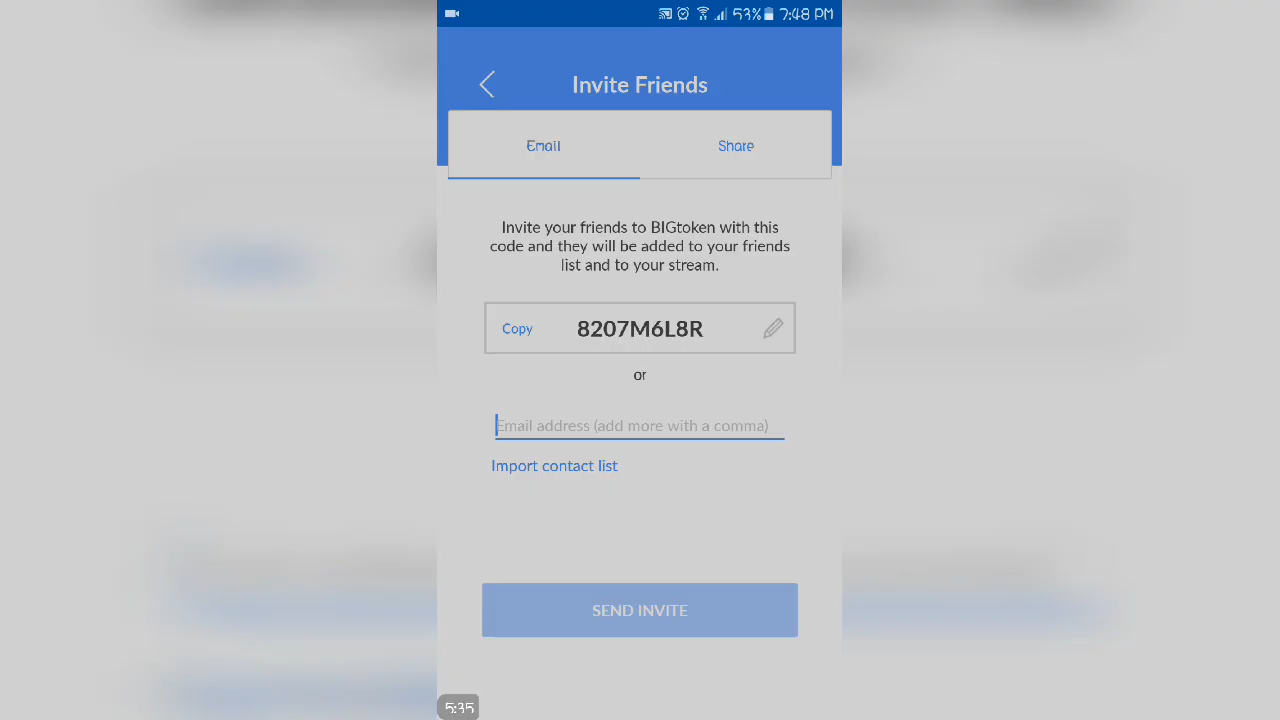 53% 7:48 PM
Invite Friends
Email
Share
Invite your friends to BIGtoken with this
code and they will be added to your friends
list and to your stream.
Copy
8207M6L8R
or
Email address (add more with a comma)
Import contact list
SEND INVITE
5:35